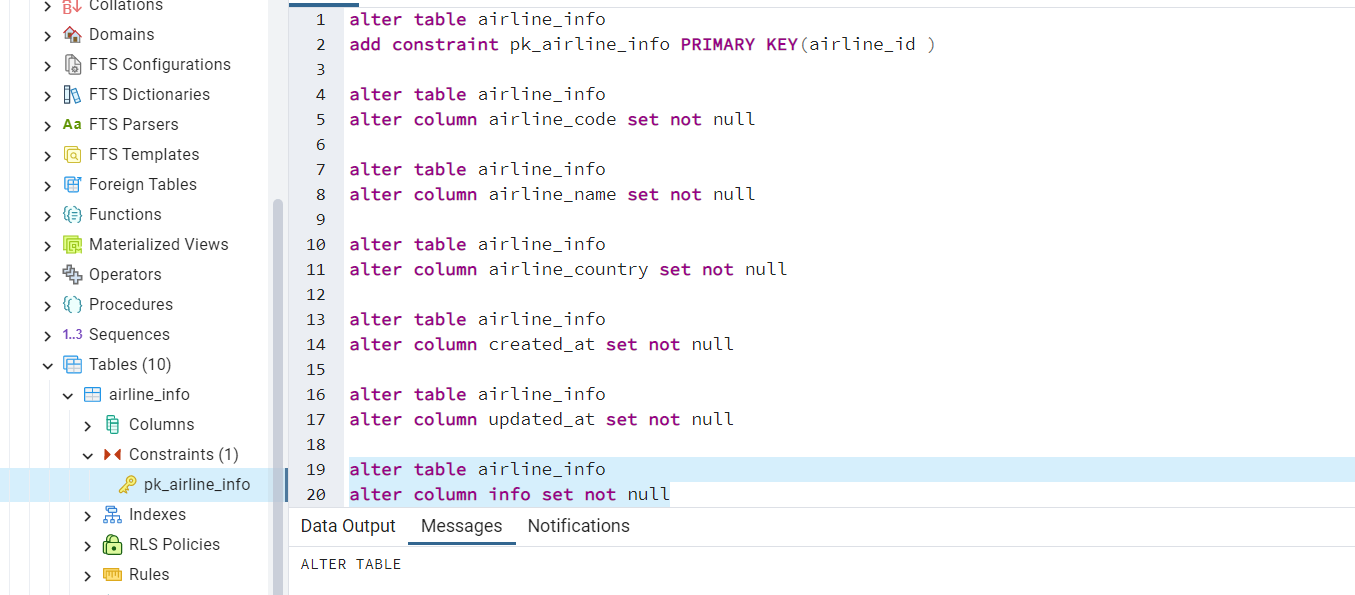 Collations
Domains
FTS Configurations
FTS Dictionaries
Aa FTS Parsers
FTS Templates
Foreign Tables
Functions
Materialized Views
Operators
Procedures
1..3 Sequences
Tables (10)
airline_info
Columns
Constraints (1)
pk_airline_info
Indexes
RLS Policies
Rules
1 alter table airline_info
2 add constraint pk_airline_info PRIMARY KEY(airline_id )
3
4 alter table airline_info
5 alter column airline_code set not null
6
7 alter table airline_info
8 alter column airline_name set not null
9
10 alter table airline_info
11 alter column airline_country set not null
12
13 alter table airline_info
14 alter column created_at set not null
15
16 alter table airline_info
17 alter column updated_at set not null
18
19 alter table airline_info
20 alter column info set not null
Data Output Messages Notifications
ALTER TABLE